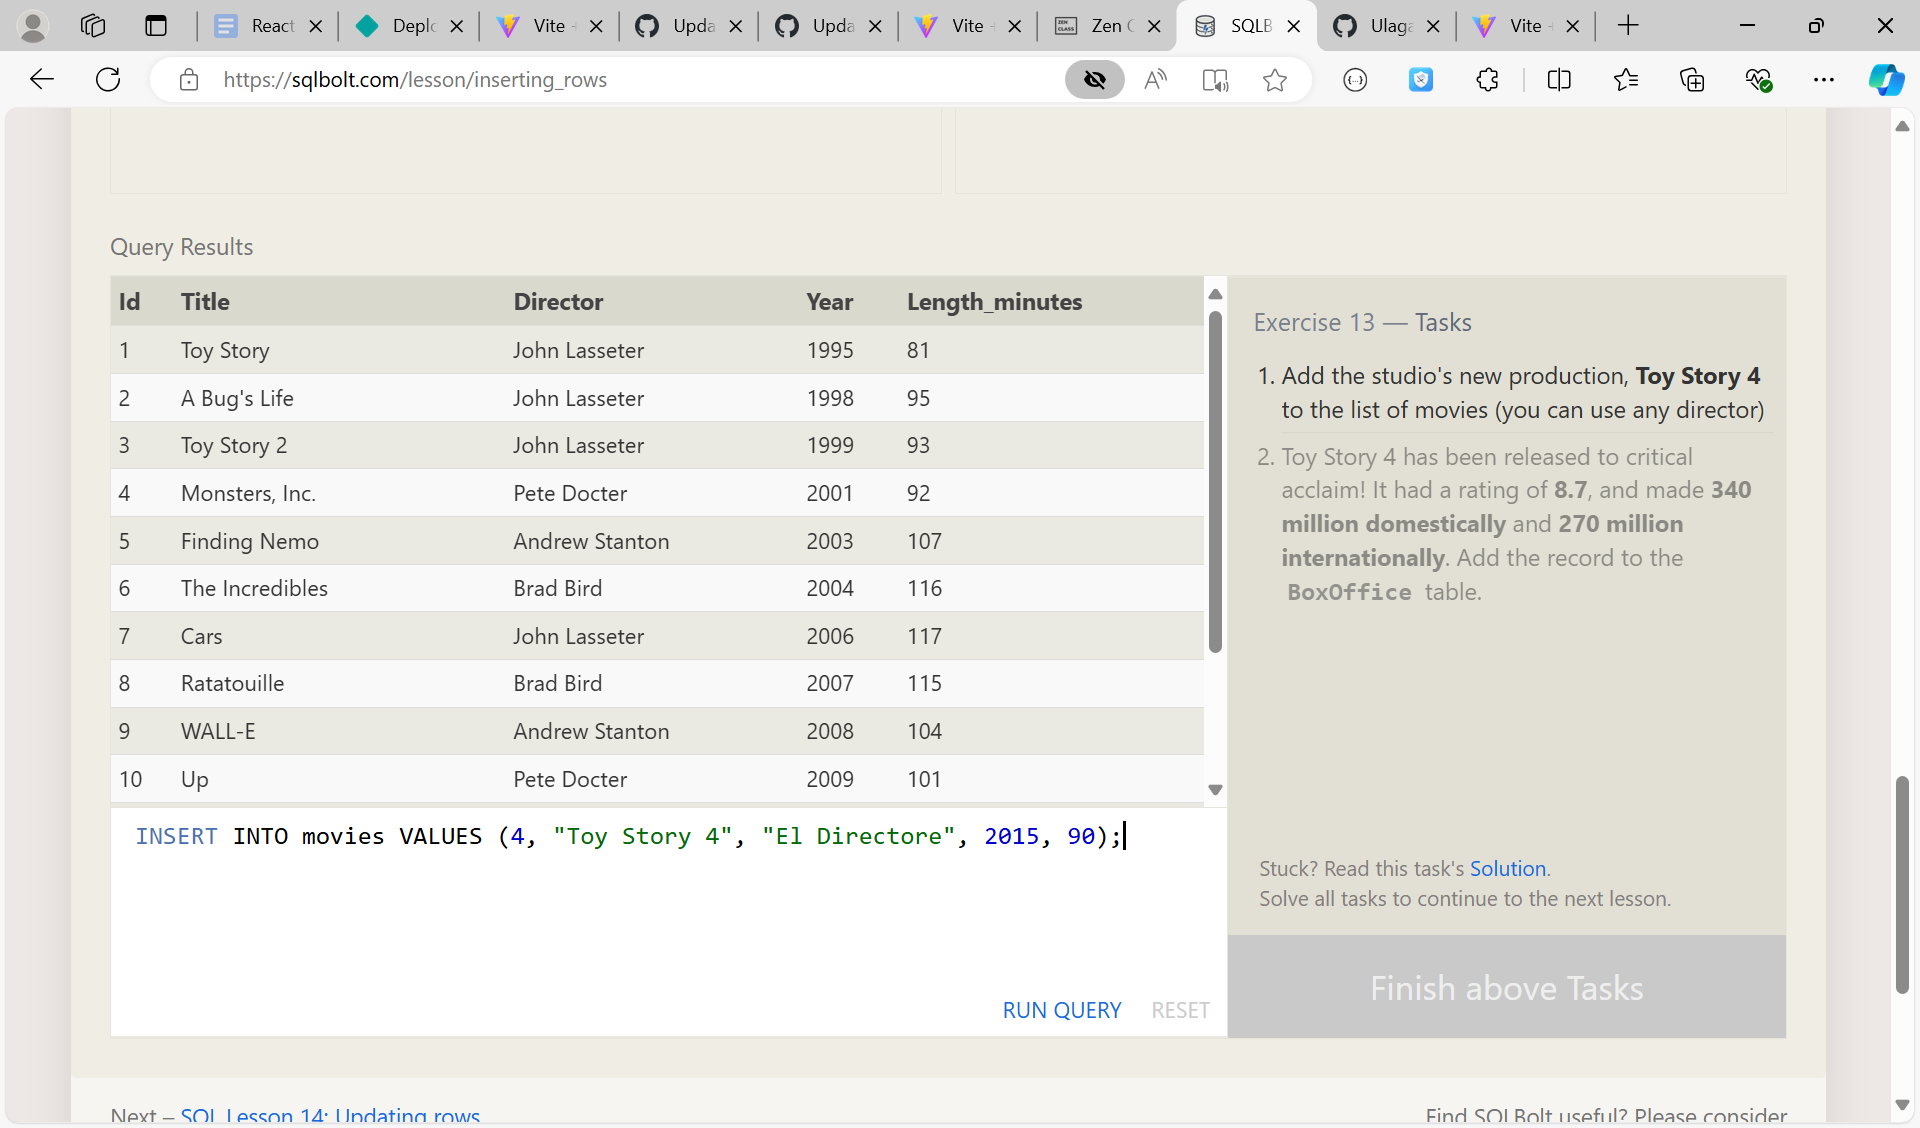 React
Deplo
Vite
Upda
Upda
Vite
Zen C
SQLB
Ulaga
Vite
https://sqlbolt.com/lesson/inserting_rows
Query Results
Id Title Director Year Length_minutes
1 Toy Story John Lasseter 1995 81
2 A Bug's Life John Lasseter 1998 95
3 Toy Story 2 John Lasseter 1999 93
4 Monsters, Inc. Pete Docter 2001 92
5 Finding Nemo Andrew Stanton 2003 107
6 The Incredibles Brad Bird 2004 116
7 Cars John Lasseter 2006 117
8 Ratatouille Brad Bird 2007 115
9 WALL-E Andrew Stanton 2008 104
10 Up Pete Docter 2009 101
INSERT INTO movies VALUES (4, "Toy Story 4", "El Directore", 2015, 90);
RUN QUERY RESET
Exercise 13 — Tasks
1. Add the studio's new production, Toy Story 4
to the list of movies (you can use any director)
2. Toy Story 4 has been released to critical
acclaim! It had a rating of 8.7, and made 340
million domestically and 270 million
internationally. Add the record to the
BoxOffice table.
Stuck? Read this task's Solution.
Solve all tasks to continue to the next lesson.
Finish above Tasks
Next – SQL Lesson 14: Updating rows
Find SQLBolt useful? Please consider